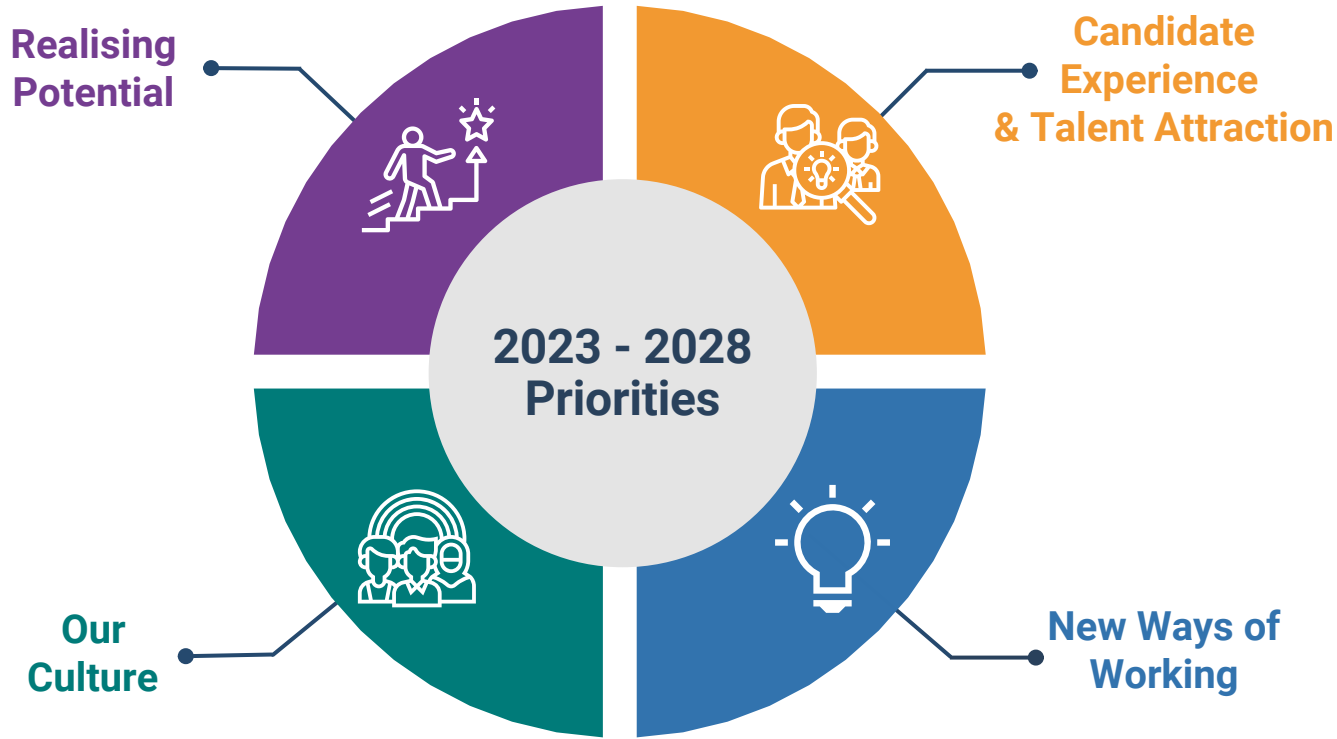 Realising
Potential
Candidate
Experience
& Talent Attraction
2023 - 2028
Priorities
Our
Culture
New Ways of
Working